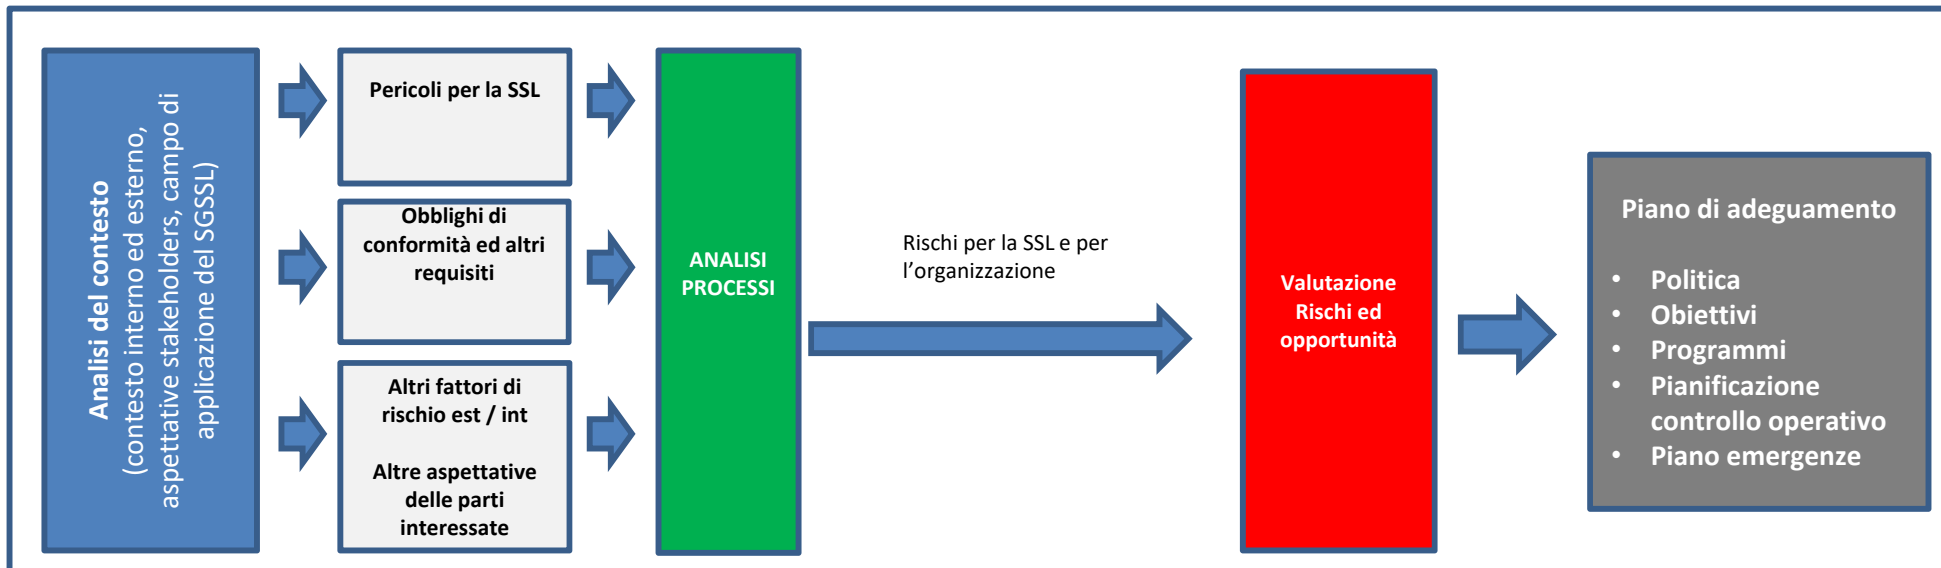 Analisi del contesto
(contesto interno ed esterno,
aspettative stakeholders, campo di
applicazione del SGSSL)
Pericoli per la SSL
Obblighi di
conformità ed altri
requisiti
Altri fattori di
rischio est / int
Altre aspettative
delle parti
interessate
ANALISI
PROCESSI
Rischi per la SSL e per
l’organizzazione
Valutazione
Rischi ed
opportunità
Piano di adeguamento
• Politica
• Obiettivi
• Programmi
• Pianificazione
controllo operativo
• Piano emergenze